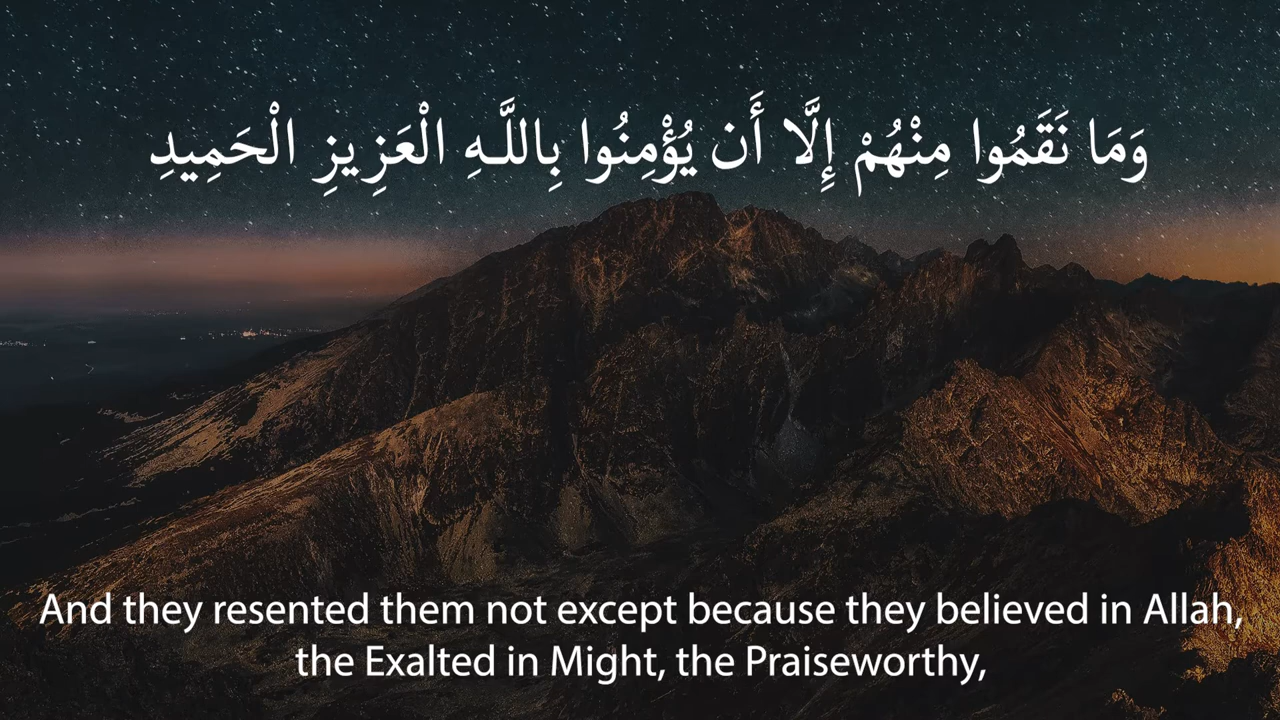 وَمَا نَقَمُوا مِنْهُمْ إِلَّا أَن يُؤْمِنُوا بِاللَّـهِ الْعَزِيزِ الْحَمِيدِ
And they resented them not except because they believed in Allah,
the Exalted in Might, the Praiseworthy,